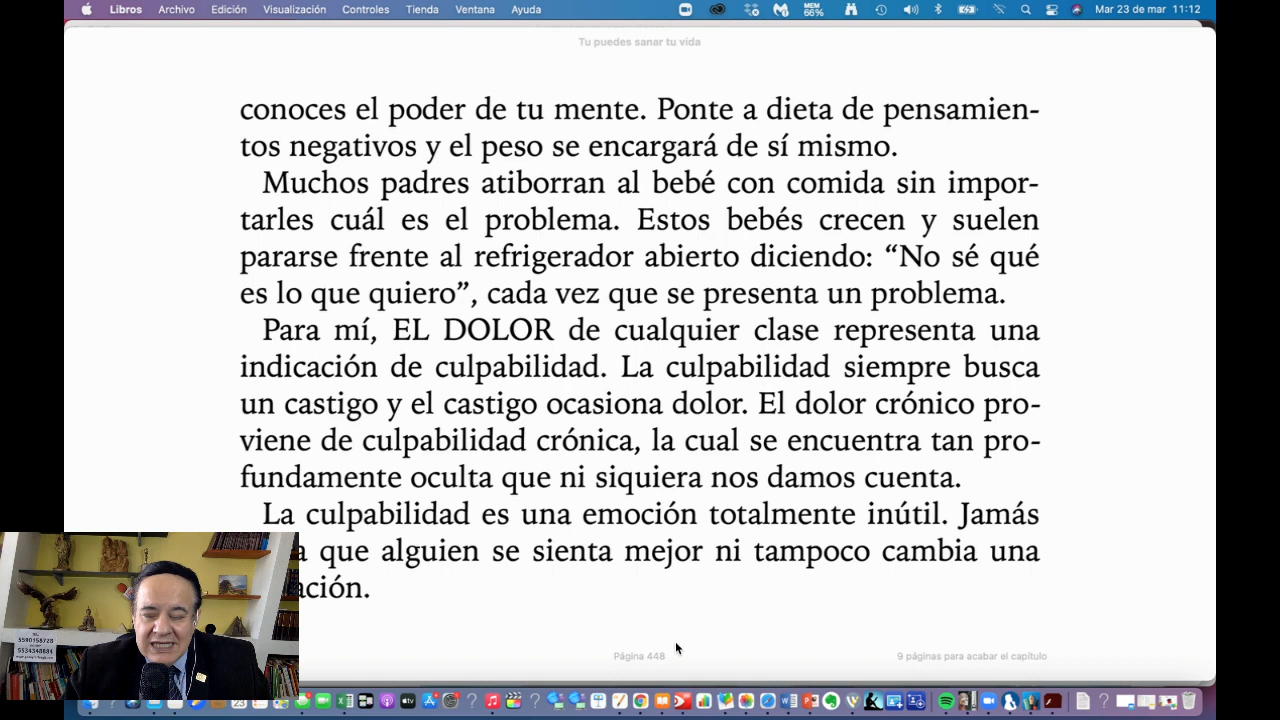 Libros Archivo Edición Visualización Controles Tienda Ventana Ayuda MEM 66% Mar 23 de mar 11:12
Tu puedes sanar tu vida
conoces el poder de tu mente. Ponte a dieta de pensamien-
tos negativos y el peso se encargará de sí mismo.
Muchos padres atiborran al bebé con comida sin impor-
tarles cuál es el problema. Estos bebés crecen y suelen
pararse frente al refrigerador abierto diciendo: “No sé qué
es lo que quiero”, cada vez que se presenta un problema.
Para mí, EL DOLOR de cualquier clase representa una
indicación de culpabilidad. La culpabilidad siempre busca
un castigo y el castigo ocasiona dolor. El dolor crónico pro-
viene de culpabilidad crónica, la cual se encuentra tan pro-
fundamente oculta que ni siquiera nos damos cuenta.
La culpabilidad es una emoción totalmente inútil. Jamás
que alguien se sienta mejor ni tampoco cambia una
ación.
5590158728
5534348884
Página 448
9 páginas para acabar el capítulo